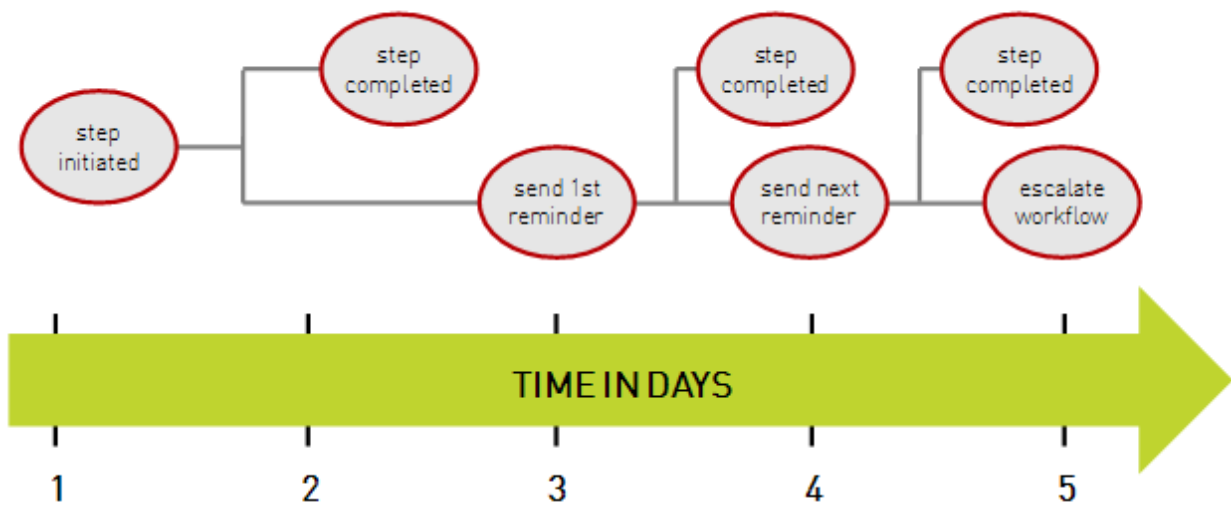 step
completed
step
completed
step
completed
step
initiated
send 1st
reminder
send next
reminder
escalate
workflow
TIME IN DAYS
1
2
3
4
5